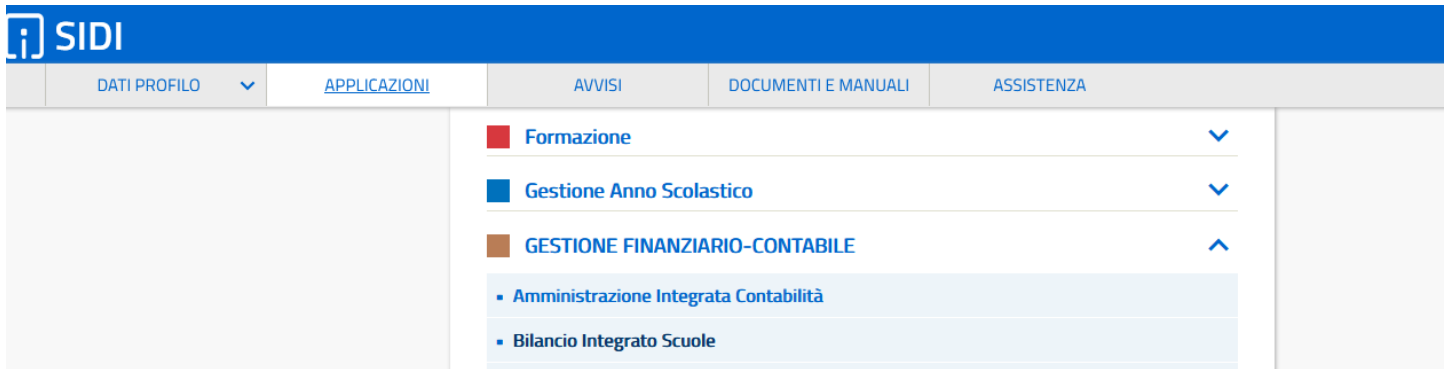 SIDI
DATI PROFILO APPLICAZIONI AVVISI DOCUMENTI E MANUALI ASSISTENZA
Formazione
Gestione Anno Scolastico
GESTIONE FINANZIARIO-CONTABILE
Amministrazione Integrata Contabilità
Bilancio Integrato Scuole